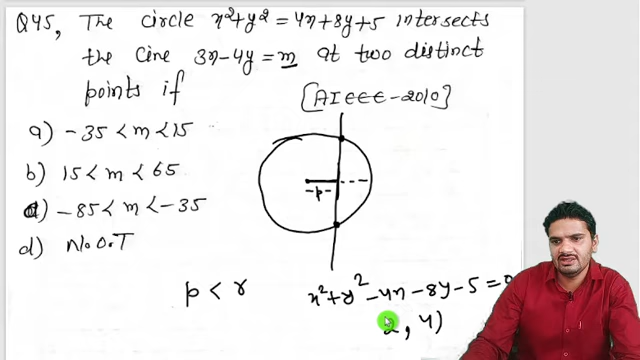 Q45, The circle x²+y² = 4x+8y+5 intersects
the line 3x-4y = m at two distinct
points if
[AIEEE-2010]
a) -35 < m < 15
b) 15 < m < 65
c) -85 < m < -35
d) N.O.T
p
p < r
x²+y²-4x-8y-5=0
2, 4)